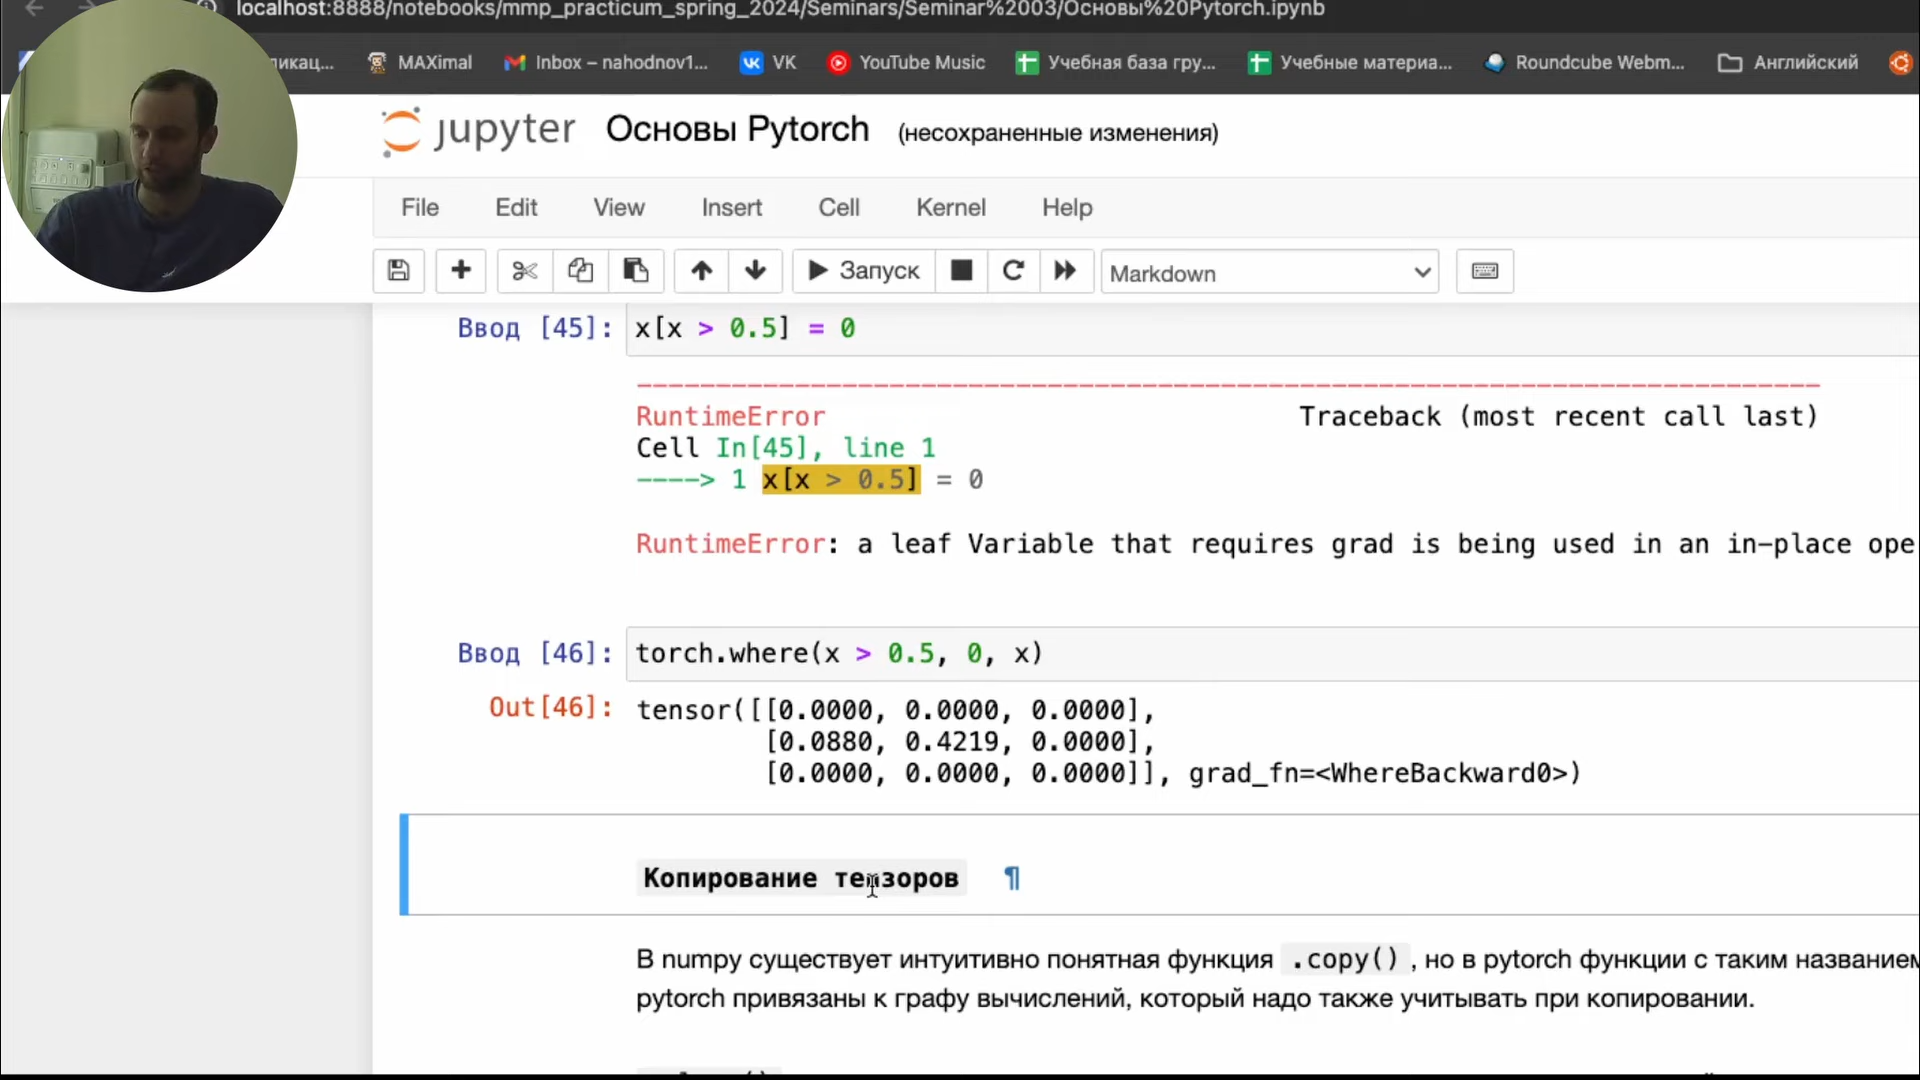 localhost:8888/notebooks/mmp_practicum_spring_2024/Seminars/Seminar%2003/Основы%20Pytorch.ipynb
ликац... MAXimal Inbox – nahodnov1... VK YouTube Music Учебная база гру... Учебные материа... Roundcube Webm... Английский
jupyter Основы Pytorch (несохраненные изменения)
File Edit View Insert Cell Kernel Help
Запуск Markdown
Ввод [45]: x[x > 0.5] = 0
RuntimeError Traceback (most recent call last)
Cell In[45], line 1
----> 1 x[x > 0.5] = 0
RuntimeError: a leaf Variable that requires grad is being used in an in-place ope
Ввод [46]: torch.where(x > 0.5, 0, x)
Out[46]: tensor([[0.0000, 0.0000, 0.0000],
[0.0880, 0.4219, 0.0000],
[0.0000, 0.0000, 0.0000]], grad_fn=<WhereBackward0>)
Копирование тензоров ¶
В numpy существует интуитивно понятная функция .copy() , но в pytorch функции с таким названием
pytorch привязаны к графу вычислений, который надо также учитывать при копировании.